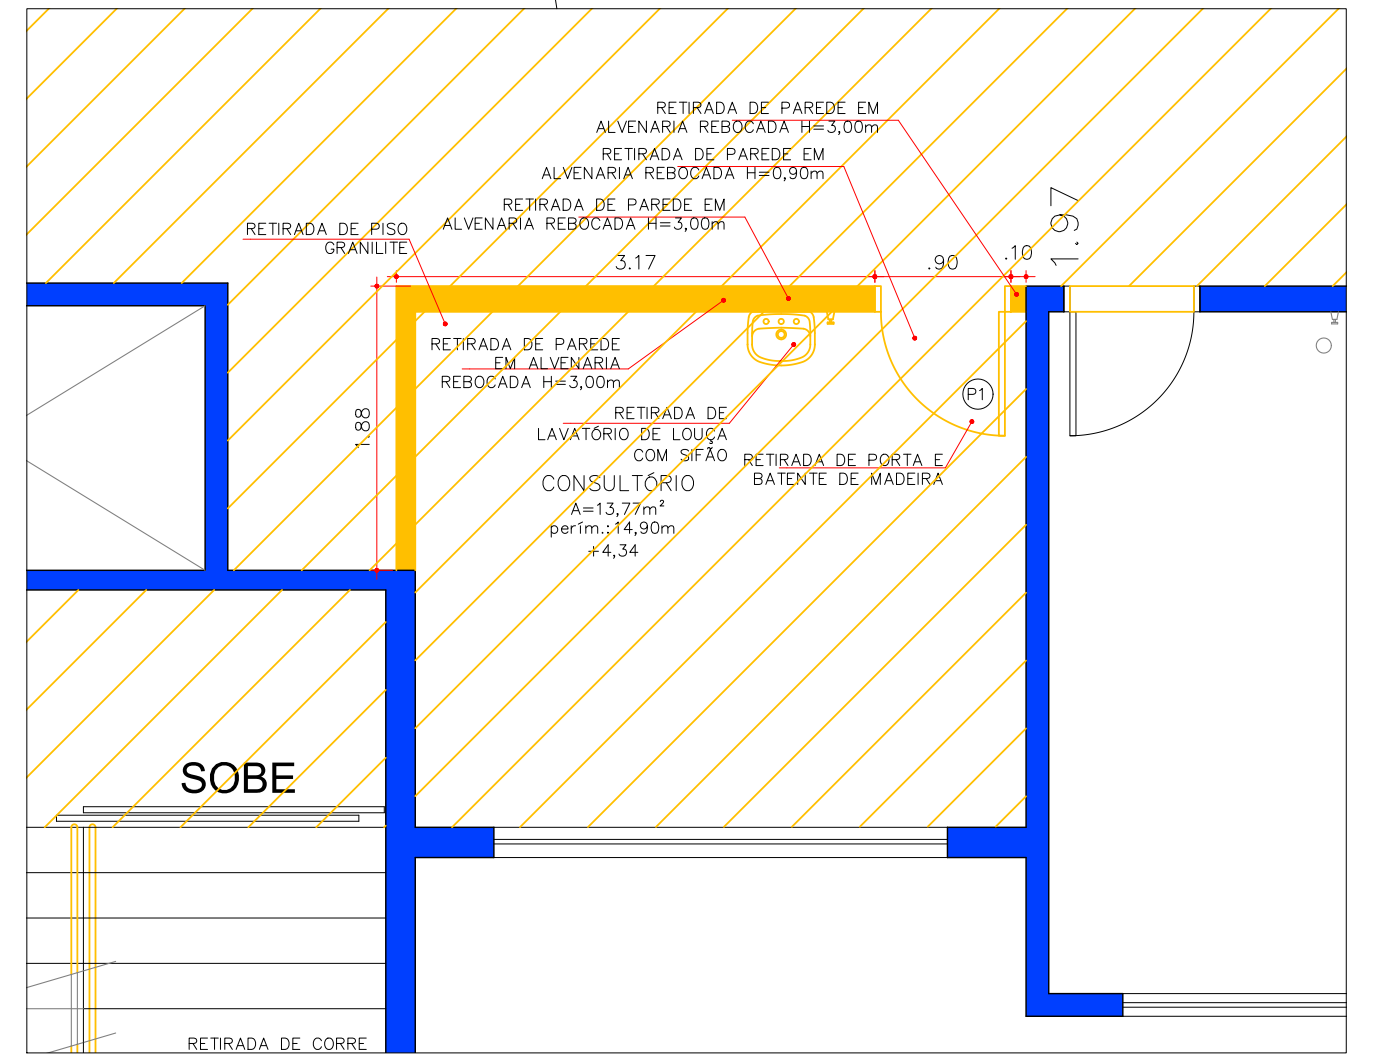 RETIRADA DE PAREDE EM
ALVENARIA REBOCADA H=3,00m
RETIRADA DE PAREDE EM
ALVENARIA REBOCADA H=0,90m
RETIRADA DE PAREDE EM
ALVENARIA REBOCADA H=3,00m
RETIRADA DE PISO
GRANILITE
3.17
.90
.10
1.97
RETIRADA DE PAREDE
EM ALVENARIA
REBOCADA H=3,00m
1.88
P1
RETIRADA DE
LAVATÓRIO DE LOUÇA
COM SIFÃO
RETIRADA DE PORTA E
BATENTE DE MADEIRA
CONSULTÓRIO
A=13,77m²
perím.:14,90m
+4,34
SOBE
RETIRADA DE CORRE